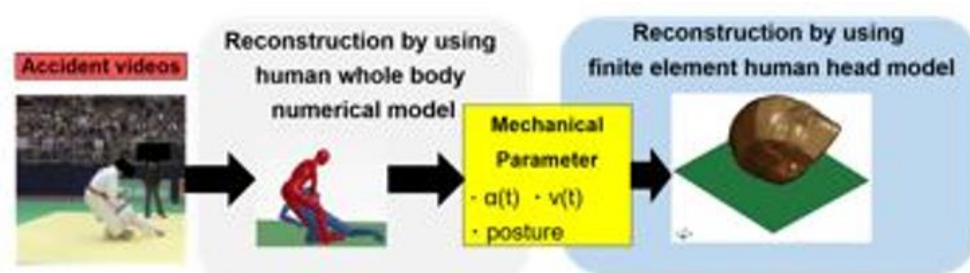 Accident videos
Reconstruction by using
human whole body
numerical model
Mechanical
Parameter
· α(t) · v(t)
· posture
Reconstruction by using
finite element human head model